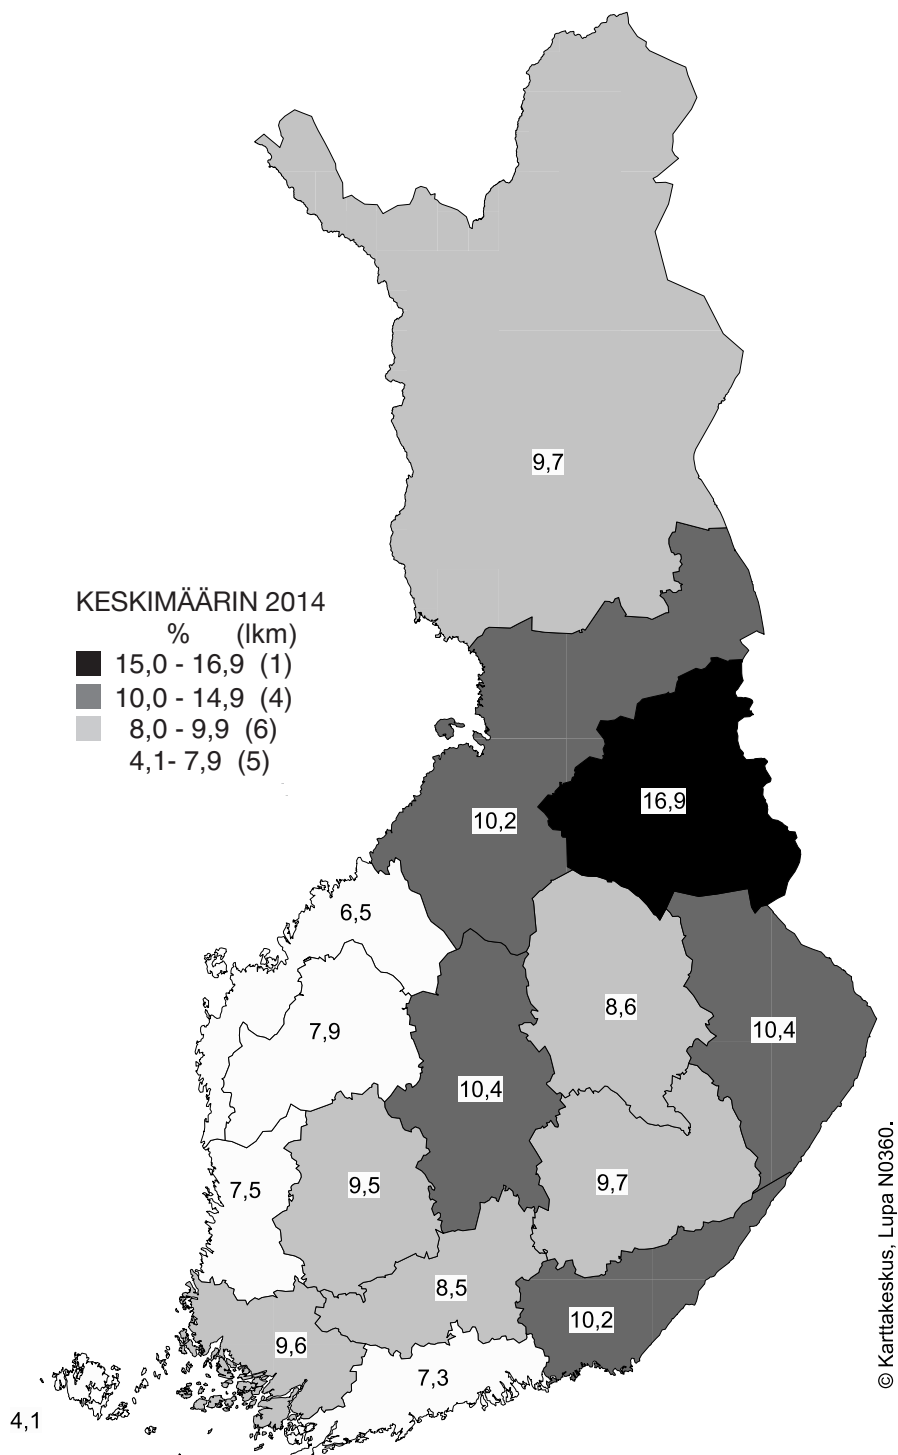 9,7
KESKIMÄÄRIN 2014
% (lkm)
15,0 - 16,9 (1)
10,0 - 14,9 (4)
8,0 - 9,9 (6)
4,1- 7,9 (5)
16,9
10,2
6,5
8,6
7,9
10,4
10,4
9,7
7,5
9,5
8,5
10,2
9,6
7,3
4,1
© Karttakeskus, Lupa N0360.